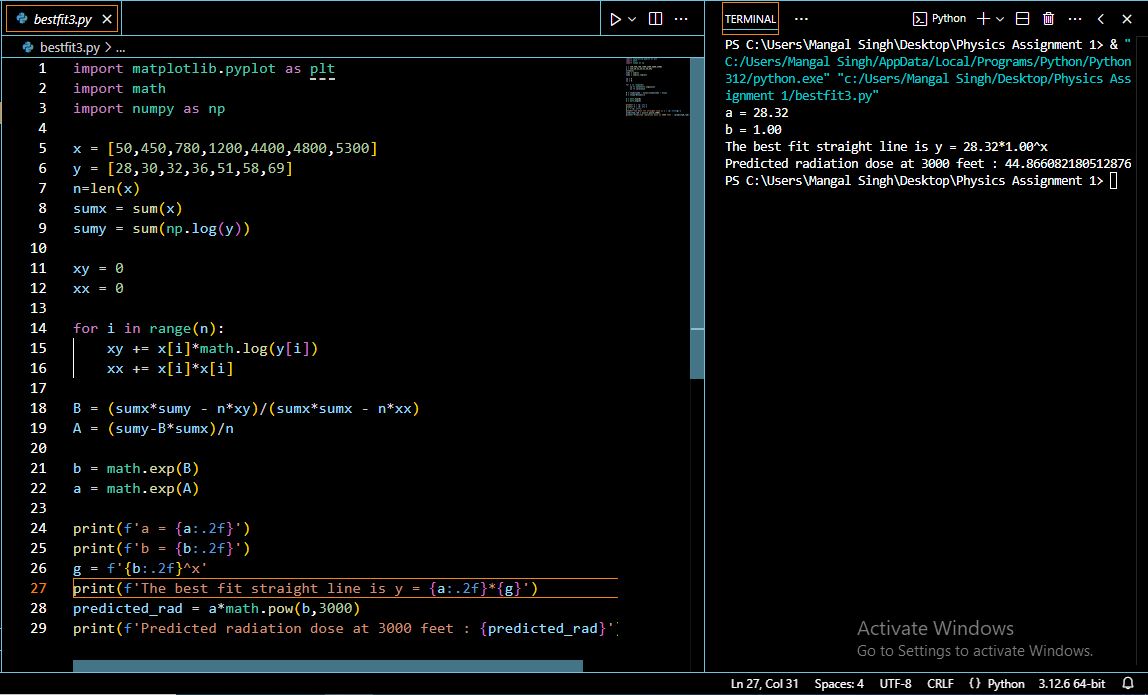 bestfit3.py
bestfit3.py > ...
1 import matplotlib.pyplot as plt
2 import math
3 import numpy as np
4
5 x = [50,450,780,1200,4400,4800,5300]
6 y = [28,30,32,36,51,58,69]
7 n=len(x)
8 sumx = sum(x)
9 sumy = sum(np.log(y))
10
11 xy = 0
12 xx = 0
13
14 for i in range(n):
15     xy += x[i]*math.log(y[i])
16     xx += x[i]*x[i]
17
18 B = (sumx*sumy - n*xy)/(sumx*sumx - n*xx)
19 A = (sumy-B*sumx)/n
20
21 b = math.exp(B)
22 a = math.exp(A)
23
24 print(f'a = {a:.2f}')
25 print(f'b = {b:.2f}')
26 g = f'{b:.2f}^x'
27 print(f'The best fit straight line is y = {a:.2f}*{g}')
28 predicted_rad = a*math.pow(b,3000)
29 print(f'Predicted radiation dose at 3000 feet : {predicted_rad}')
TERMINAL ... Python
PS C:\Users\Mangal Singh\Desktop\Physics Assignment 1> & "
C:/Users/Mangal Singh/AppData/Local/Programs/Python/Python
312/python.exe" "c:/Users/Mangal Singh/Desktop/Physics Ass
ignment 1/bestfit3.py"
a = 28.32
b = 1.00
The best fit straight line is y = 28.32*1.00^x
Predicted radiation dose at 3000 feet : 44.866082180512876
PS C:\Users\Mangal Singh\Desktop\Physics Assignment 1>
Activate Windows
Go to Settings to activate Windows.
Ln 27, Col 31 Spaces: 4 UTF-8 CRLF {} Python 3.12.6 64-bit